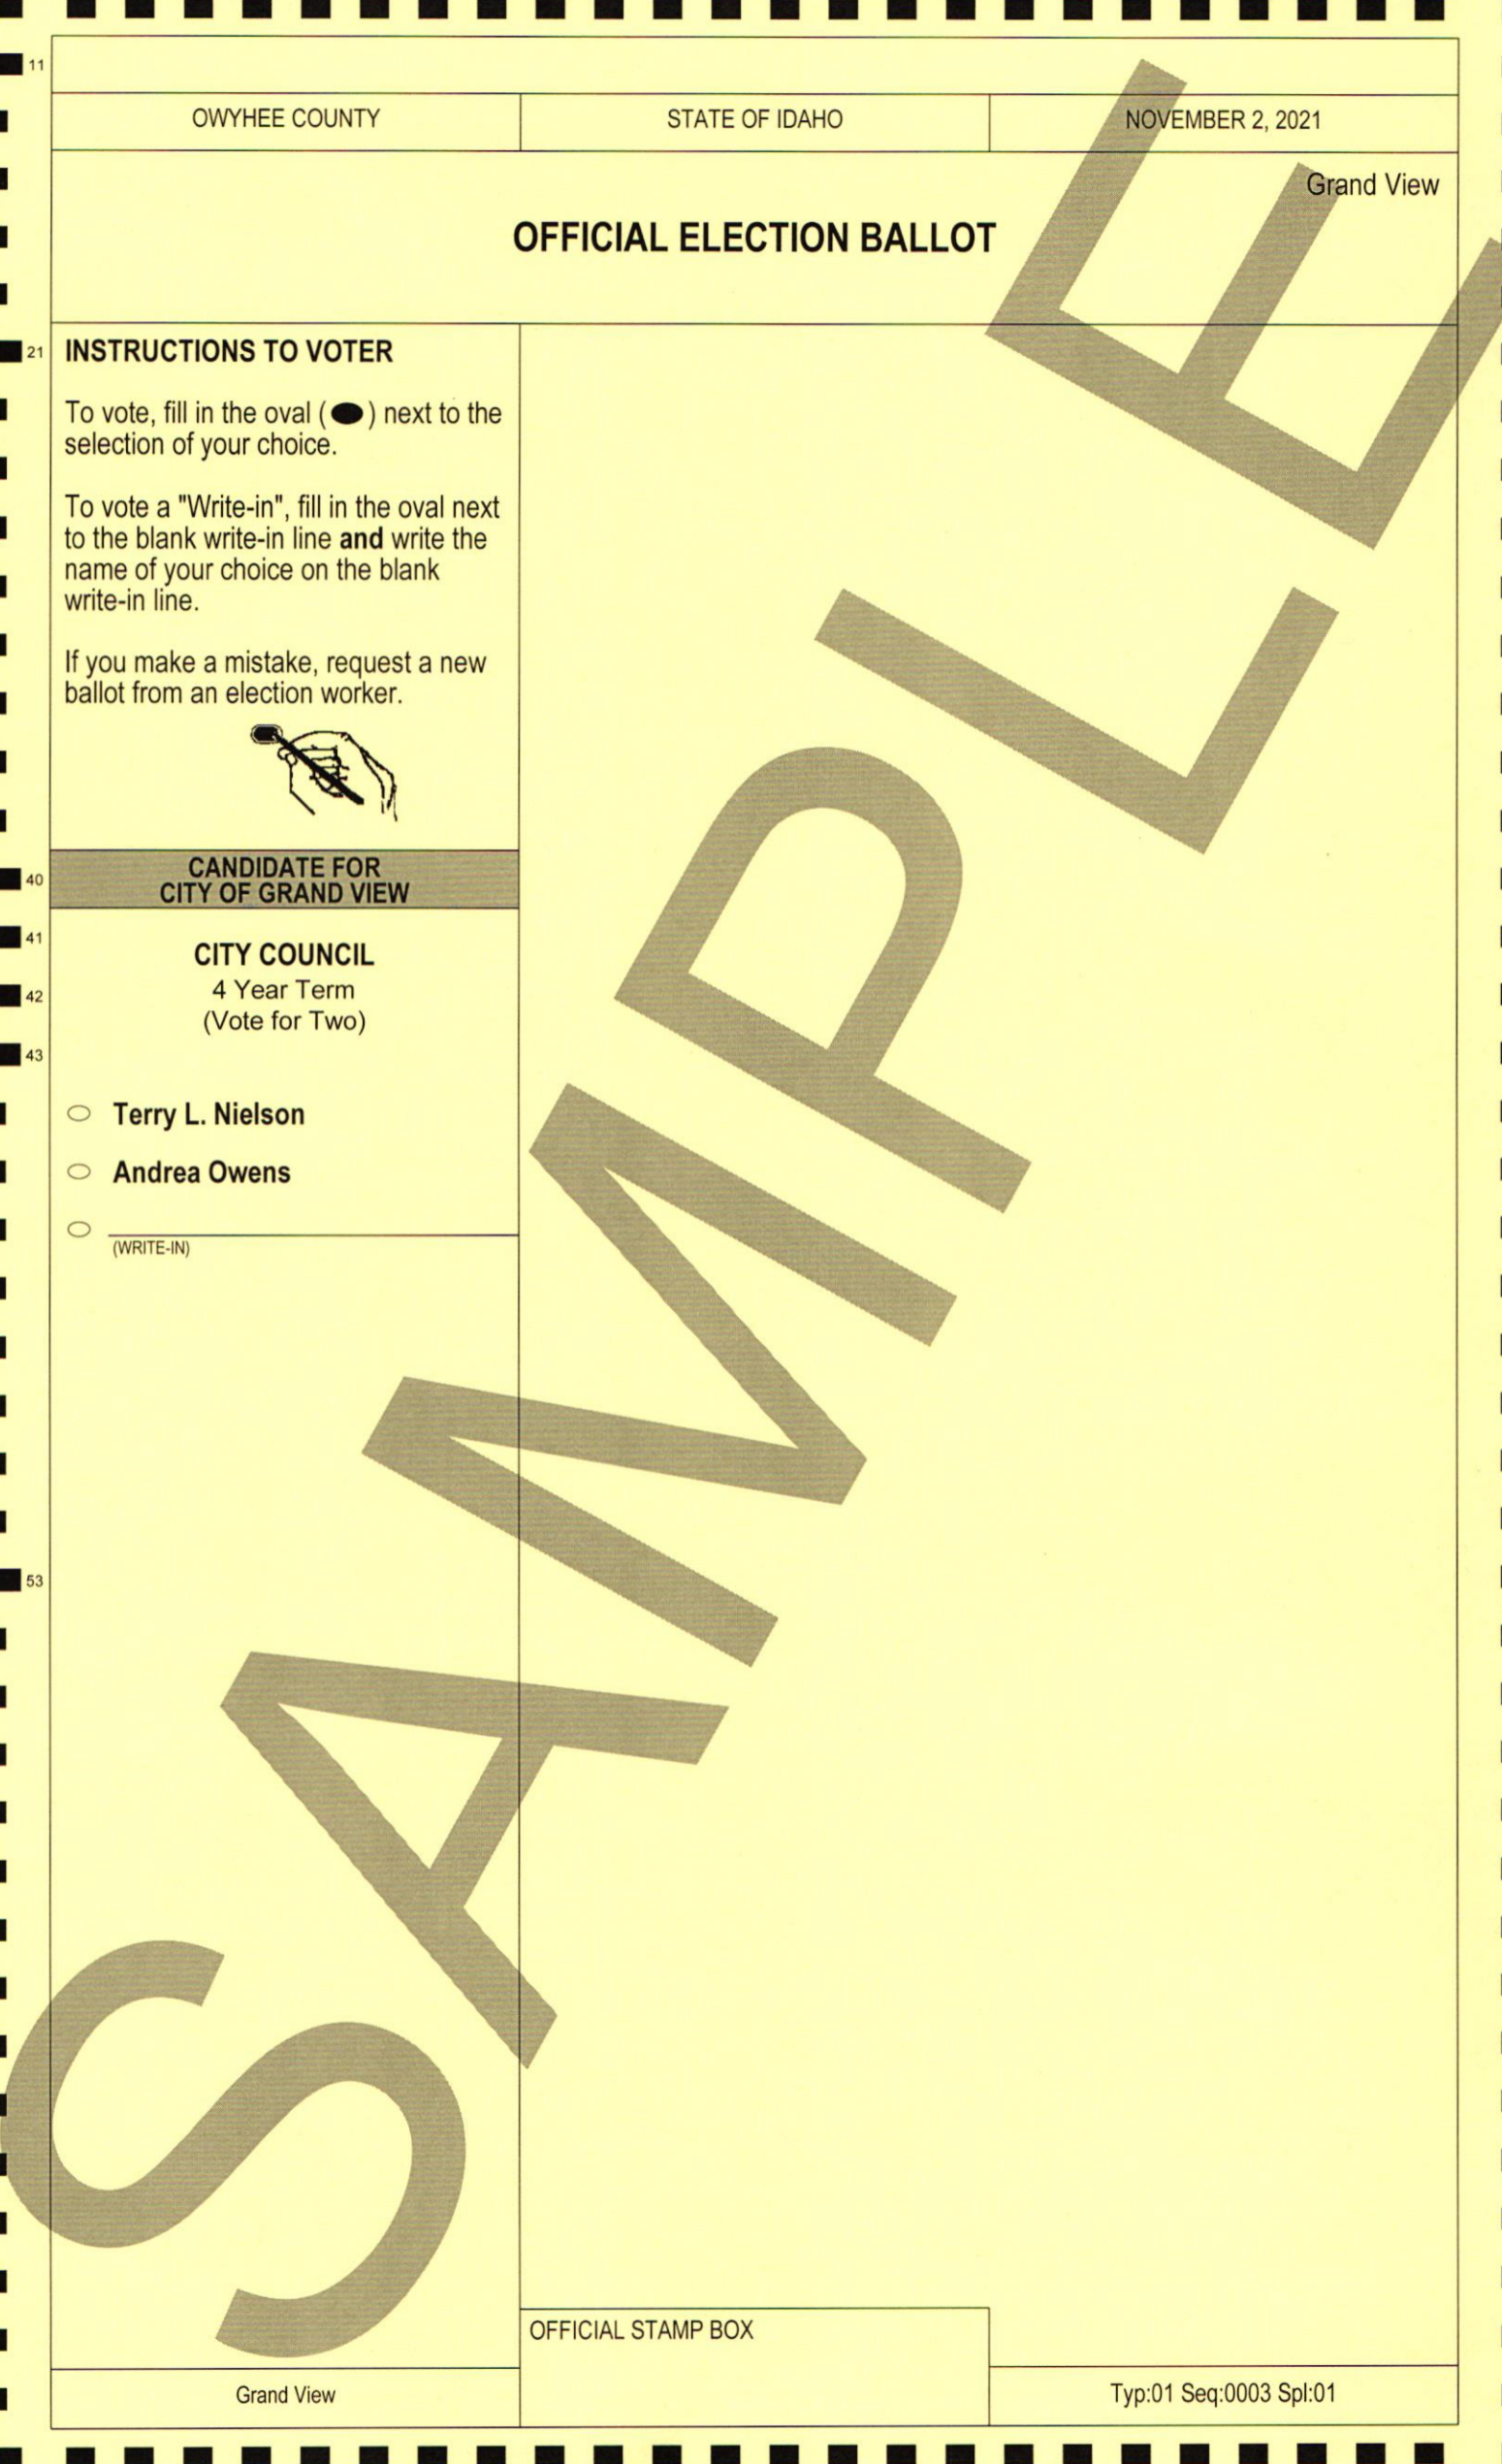 11
OWYHEE COUNTY
STATE OF IDAHO
NOVEMBER 2, 2021
Grand View
OFFICIAL ELECTION BALLOT
21
INSTRUCTIONS TO VOTER
To vote, fill in the oval ( ) next to the
selection of your choice.
To vote a "Write-in", fill in the oval next
to the blank write-in line and write the
name of your choice on the blank
write-in line.
If you make a mistake, request a new
ballot from an election worker.
40
CANDIDATE FOR
CITY OF GRAND VIEW
41
CITY COUNCIL
42
4 Year Term
(Vote for Two)
43
Terry L. Nielson
Andrea Owens
(WRITE-IN)
53
SAMPLE
OFFICIAL STAMP BOX
Grand View
Typ:01 Seq:0003 Spl:01